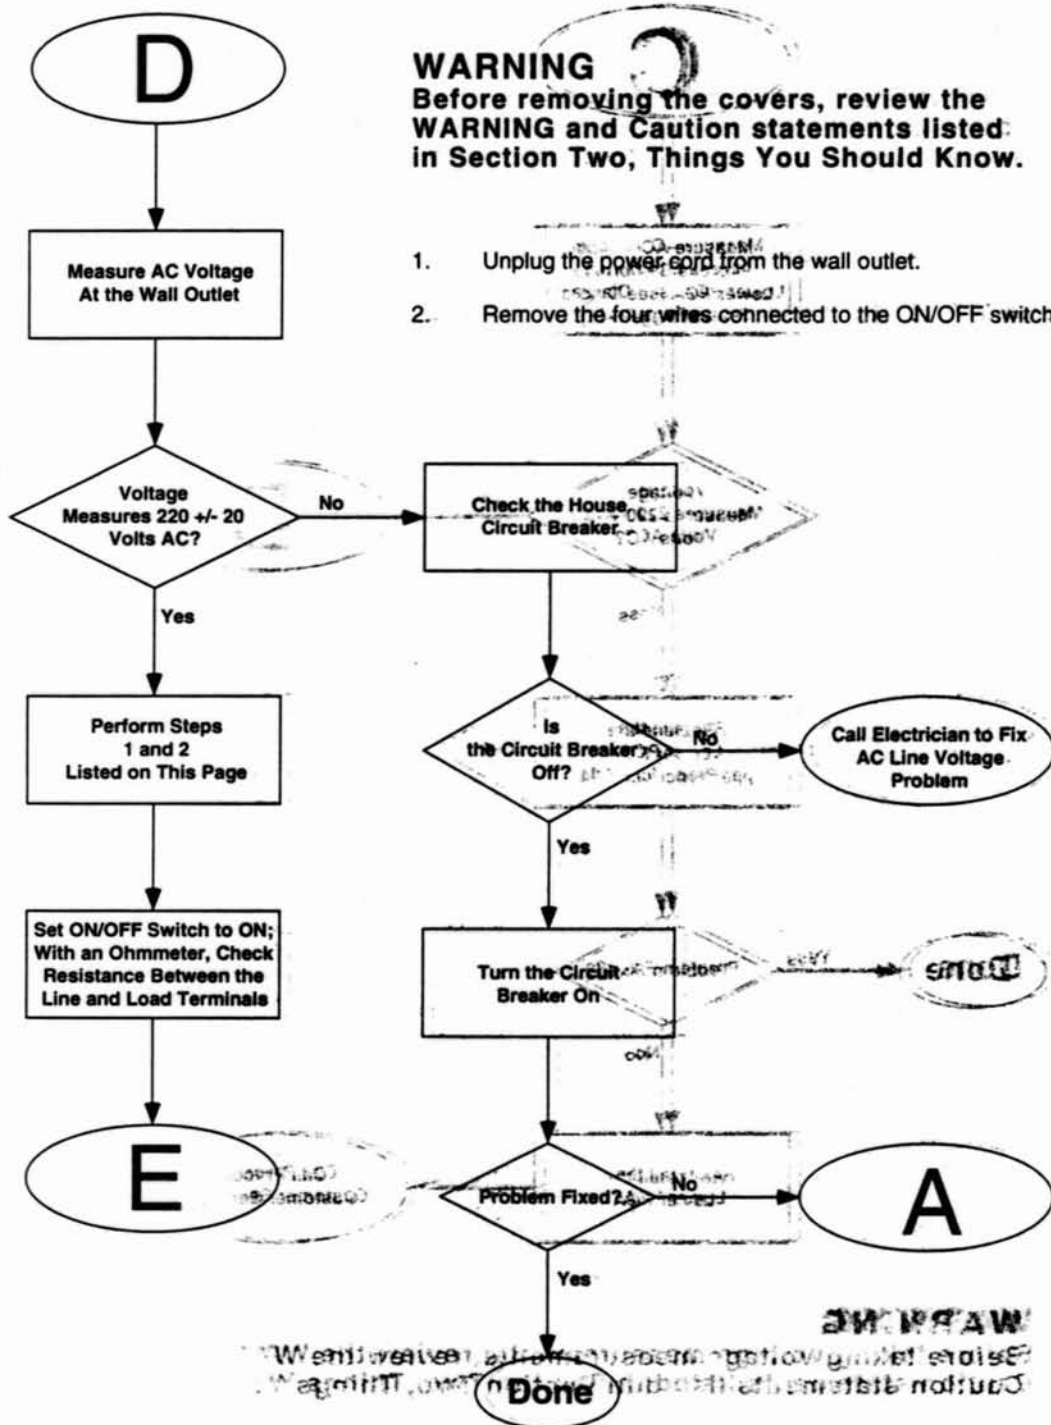 D
WARNING
Before removing the covers, review the
WARNING and Caution statements listed
in Section Two, Things You Should Know.
1. Unplug the power cord from the wall outlet.
2. Remove the four wires connected to the ON/OFF switch
Measure AC Voltage
At the Wall Outlet
Voltage
Measures 220 +/- 20
Volts AC?
No
Check the House
Circuit Breaker
Yes
Perform Steps
1 and 2
Listed on This Page
Is
the Circuit Breaker
Off?
No
Call Electrician to Fix
AC Line Voltage
Problem
Yes
Set ON/OFF Switch to ON;
With an Ohmmeter, Check
Resistance Between the
Line and Load Terminals
Turn the Circuit
Breaker On
E
Problem Fixed?
No
A
Yes
Done